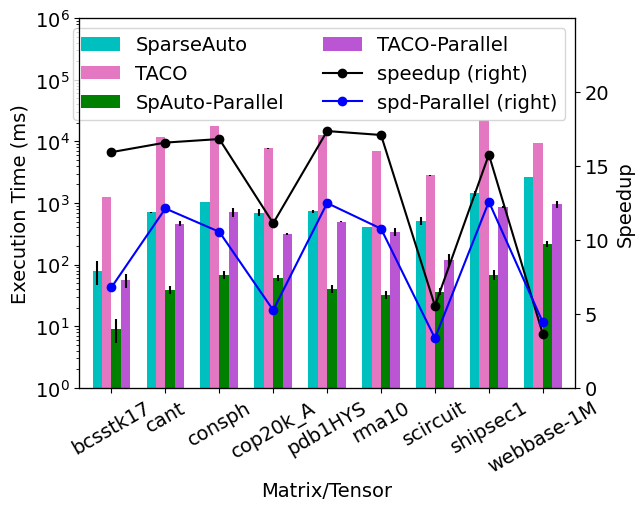 SparseAuto
TACO
SpAuto-Parallel
TACO-Parallel
speedup (right)
spd-Parallel (right)
Execution Time (ms)
10^6
10^5
10^4
10^3
10^2
10^1
10^0
20
15
10
5
0
Speedup
bcsstk17
cant
consph
cop20k_A
pdb1HYS
rma10
scircuit
shipsec1
webbase-1M
Matrix/Tensor